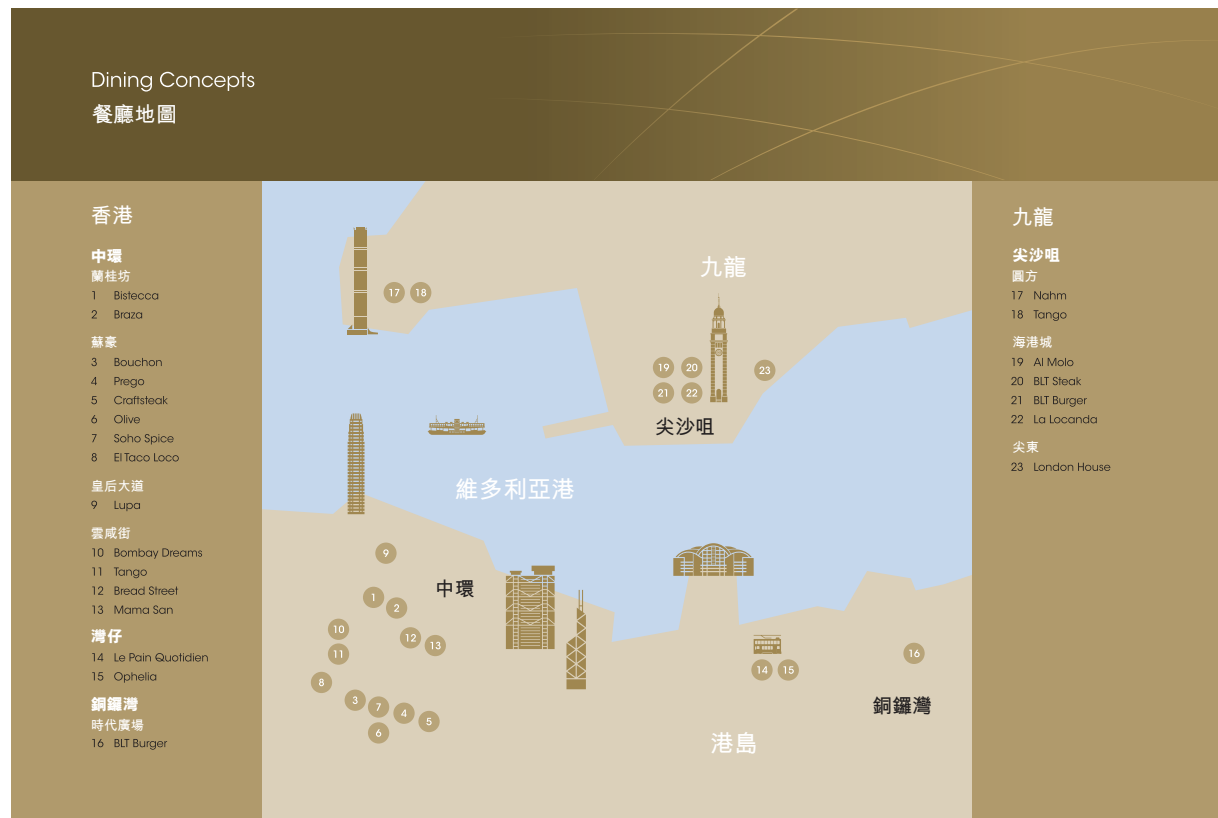 Dining Concepts
餐廳地圖
香港
中環
蘭桂坊
1 Bistecca
2 Braza
蘇豪
3 Bouchon
4 Prego
5 Craftsteak
6 Olive
7 Soho Spice
8 El Taco Loco
皇后大道
9 Lupa
雲咸街
10 Bombay Dreams
11 Tango
12 Bread Street
13 Mama San
灣仔
14 Le Pain Quotidien
15 Ophelia
銅鑼灣
時代廣場
16 BLT Burger
九龍
17 18
19 20 23
21 22
尖沙咀
維多利亞港
9
中環
1
2
10
12
13
11
14 15 16
8
3
7
4
5
6
銅鑼灣
港島
九龍
尖沙咀
圓方
17 Nahm
18 Tango
海港城
19 Al Molo
20 BLT Steak
21 BLT Burger
22 La Locanda
尖東
23 London House